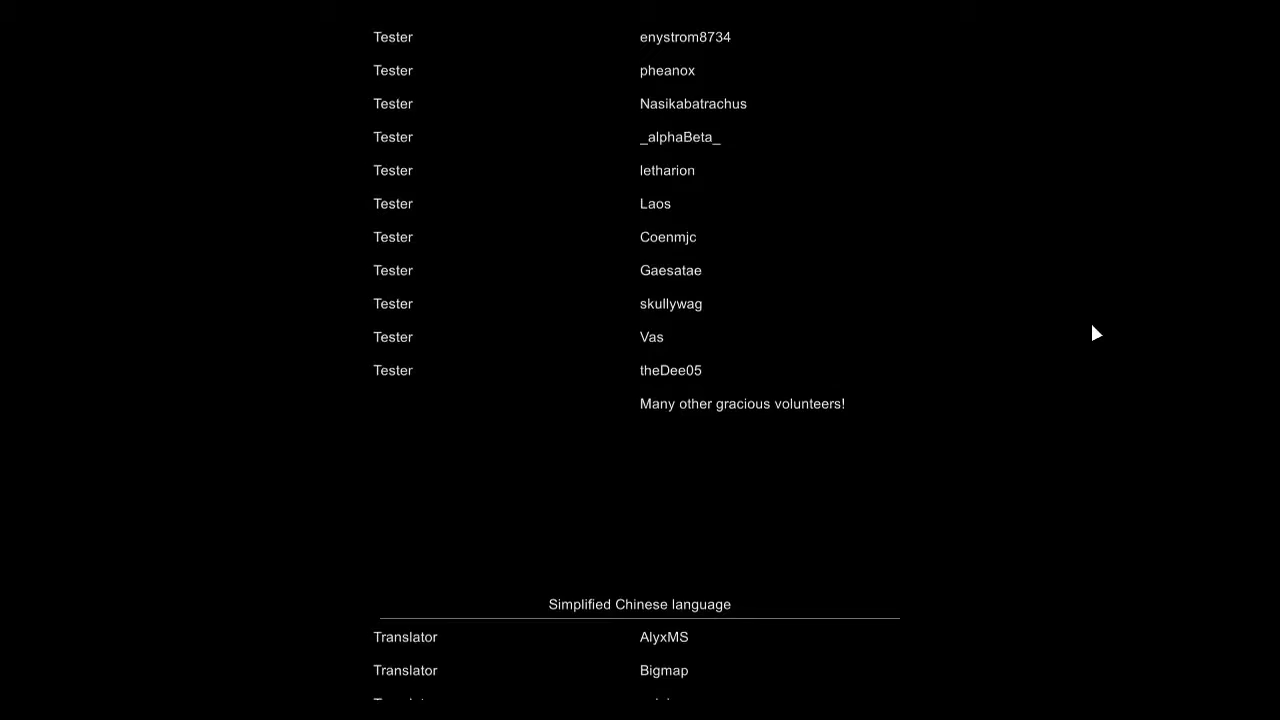 Tester enystrom8734
Tester pheanox
Tester Nasikabatrachus
Tester _alphaBeta_
Tester letharion
Tester Laos
Tester Coenmjc
Tester Gaesatae
Tester skullywag
Tester Vas
Tester theDee05
Many other gracious volunteers!
Simplified Chinese language
Translator AlyxMS
Translator Bigmap